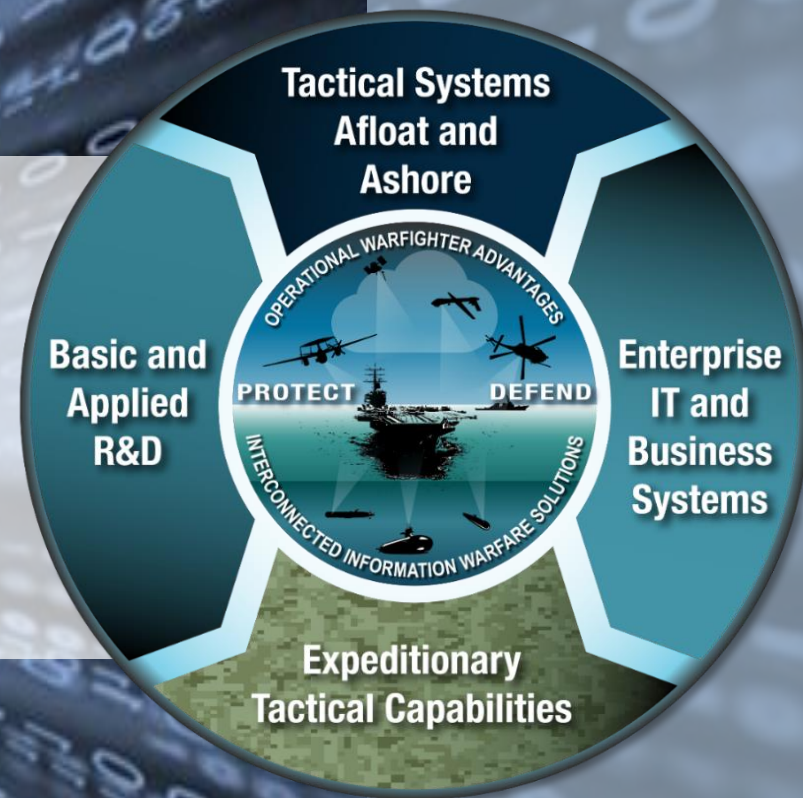 Tactical Systems
Afloat and
Ashore
Basic and
Applied
R&D
OPERATIONAL WARFIGHTER ADVANTAGES
PROTECT
DEFEND
INTERCONNECTED INFORMATION WARFARE SOLUTIONS
Enterprise
IT and
Business
Systems
Expeditionary
Tactical Capabilities